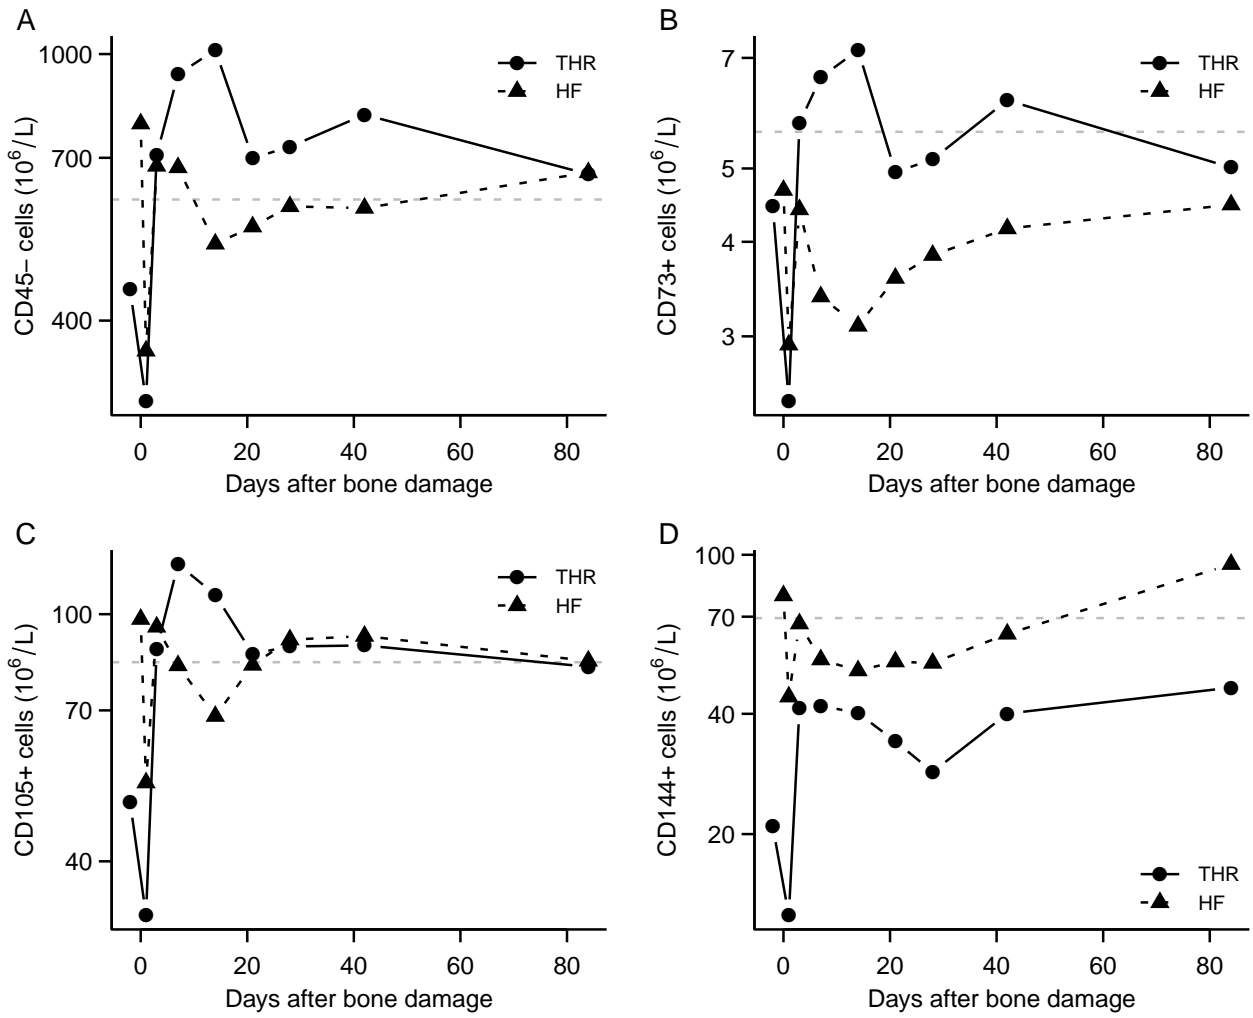 A
CD45− cells (10⁶/L)
1000
700
400
THR
HF
0 20 40 60 80
Days after bone damage
B
CD73+ cells (10⁶/L)
7
5
4
3
THR
HF
0 20 40 60 80
Days after bone damage
C
CD105+ cells (10⁶/L)
100
70
40
THR
HF
0 20 40 60 80
Days after bone damage
D
CD144+ cells (10⁶/L)
100
70
40
20
THR
HF
0 20 40 60 80
Days after bone damage